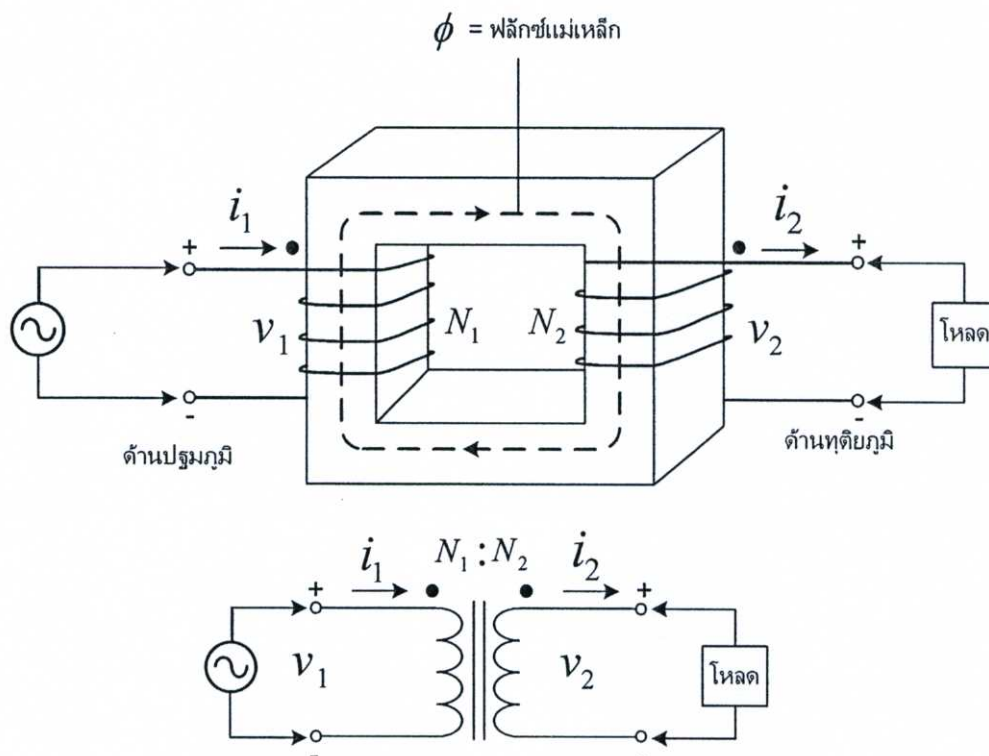 ϕ = ฟลักซ์แม่เหล็ก
i₁
i₂
+
+
v₁
N₁
N₂
v₂
โหลด
-
-
ด้านปฐมภูมิ
ด้านทุติยภูมิ
i₁
N₁:N₂
i₂
+
+
v₁
v₂
โหลด
-